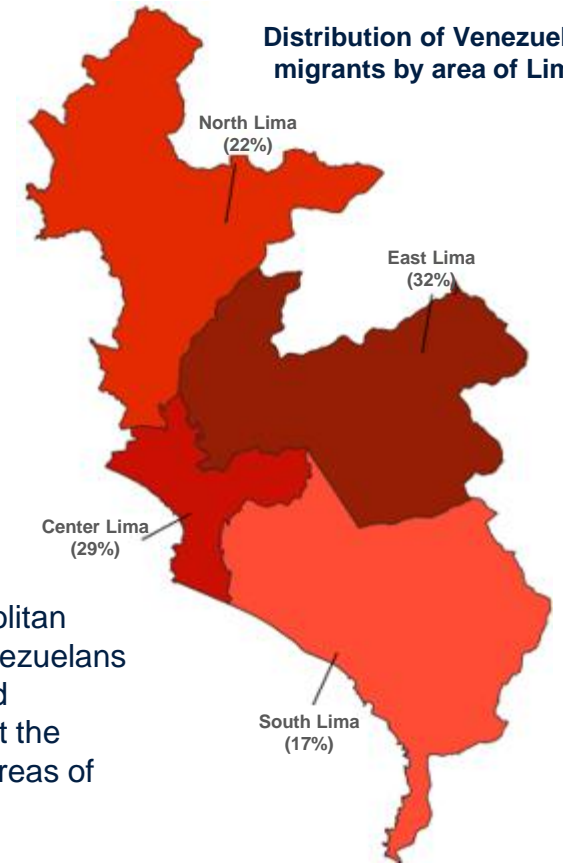 Distribution of Venezuel
migrants by area of Lim
North Lima
(22%)
East Lima
(32%)
Center Lima
(29%)
olitan
ezuelans
d
t the
reas of
South Lima
(17%)